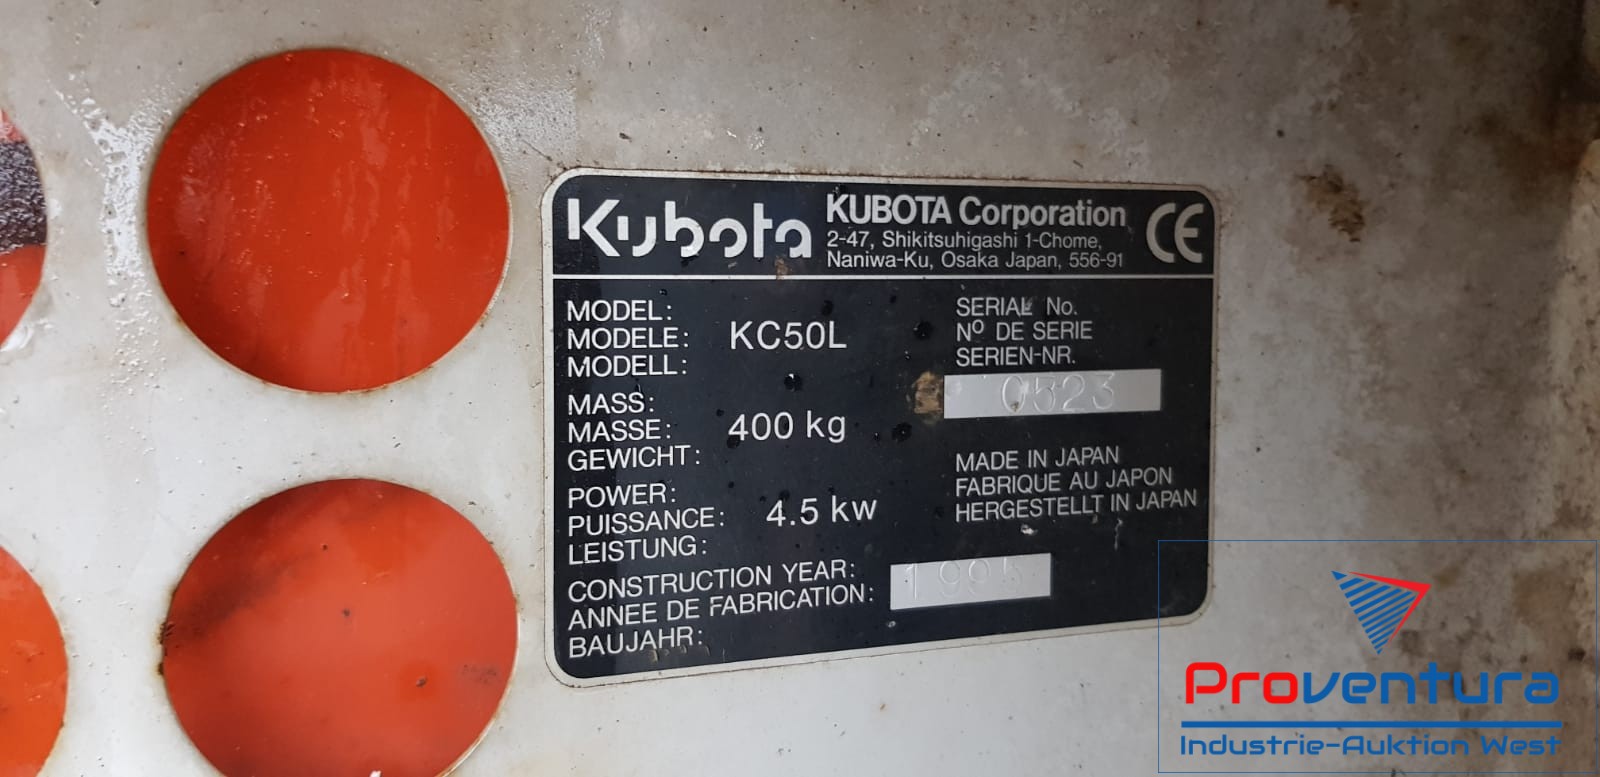 Kubota
KUBOTA Corporation
2-47, Shikitsuhigashi 1-Chome,
Naniwa-Ku, Osaka Japan, 556-91
CE
MODEL:
MODELE: KC50L
MODELL:
SERIAL No.
Nº DE SERIE
SERIEN-NR.
0523
MASS:
MASSE: 400 kg
GEWICHT:
POWER:
PUISSANCE: 4.5 kw
LEISTUNG:
MADE IN JAPAN
FABRIQUE AU JAPON
HERGESTELLT IN JAPAN
CONSTRUCTION YEAR:
ANNEE DE FABRICATION: 1995
BAUJAHR:
Proventura
Industrie-Auktion West